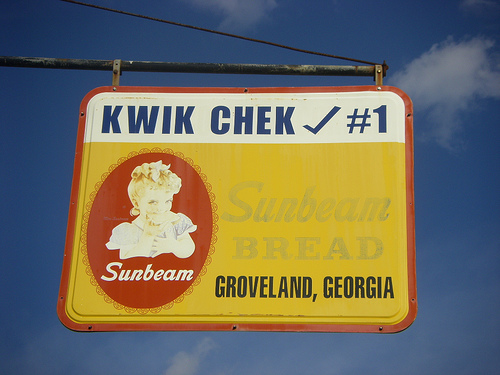 KWIK CHEK ✓ #1
Sunbeam
BREAD
Sunbeam
GROVELAND, GEORGIA